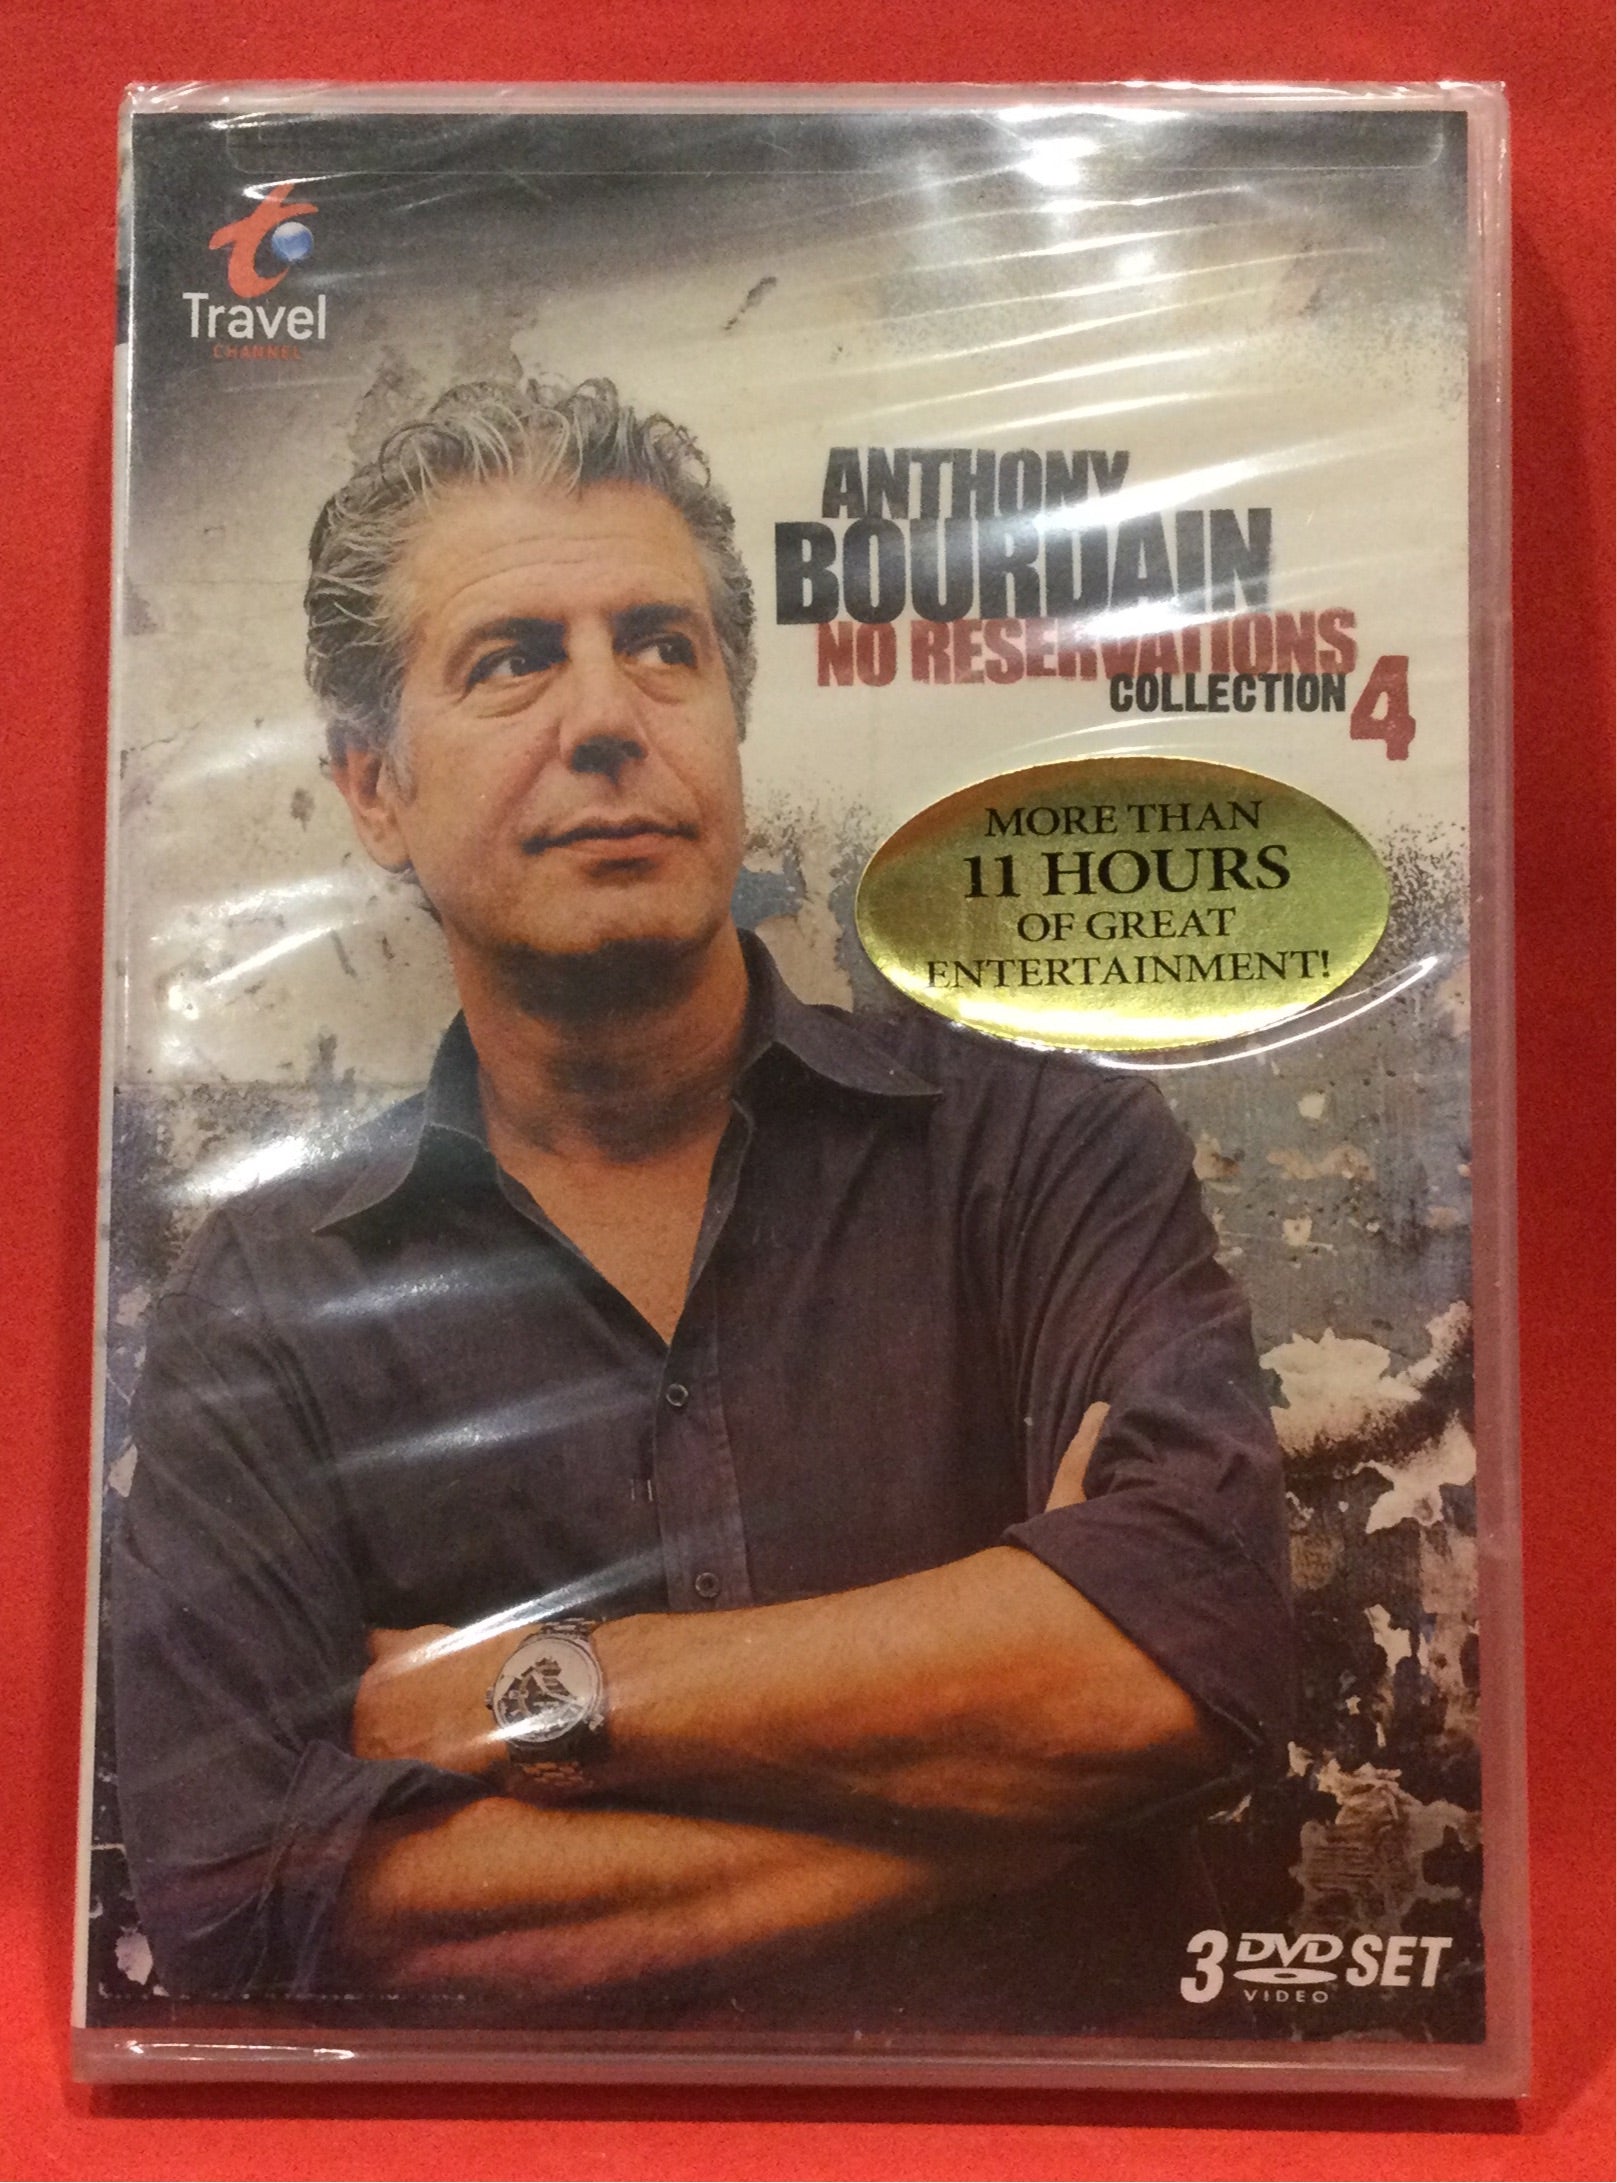 Travel
CHANNEL
ANTHONY
BOURDAIN
NO RESERVATIONS
COLLECTION 4
MORE THAN
11 HOURS
OF GREAT
ENTERTAINMENT!
3 DVD SET
VIDEO